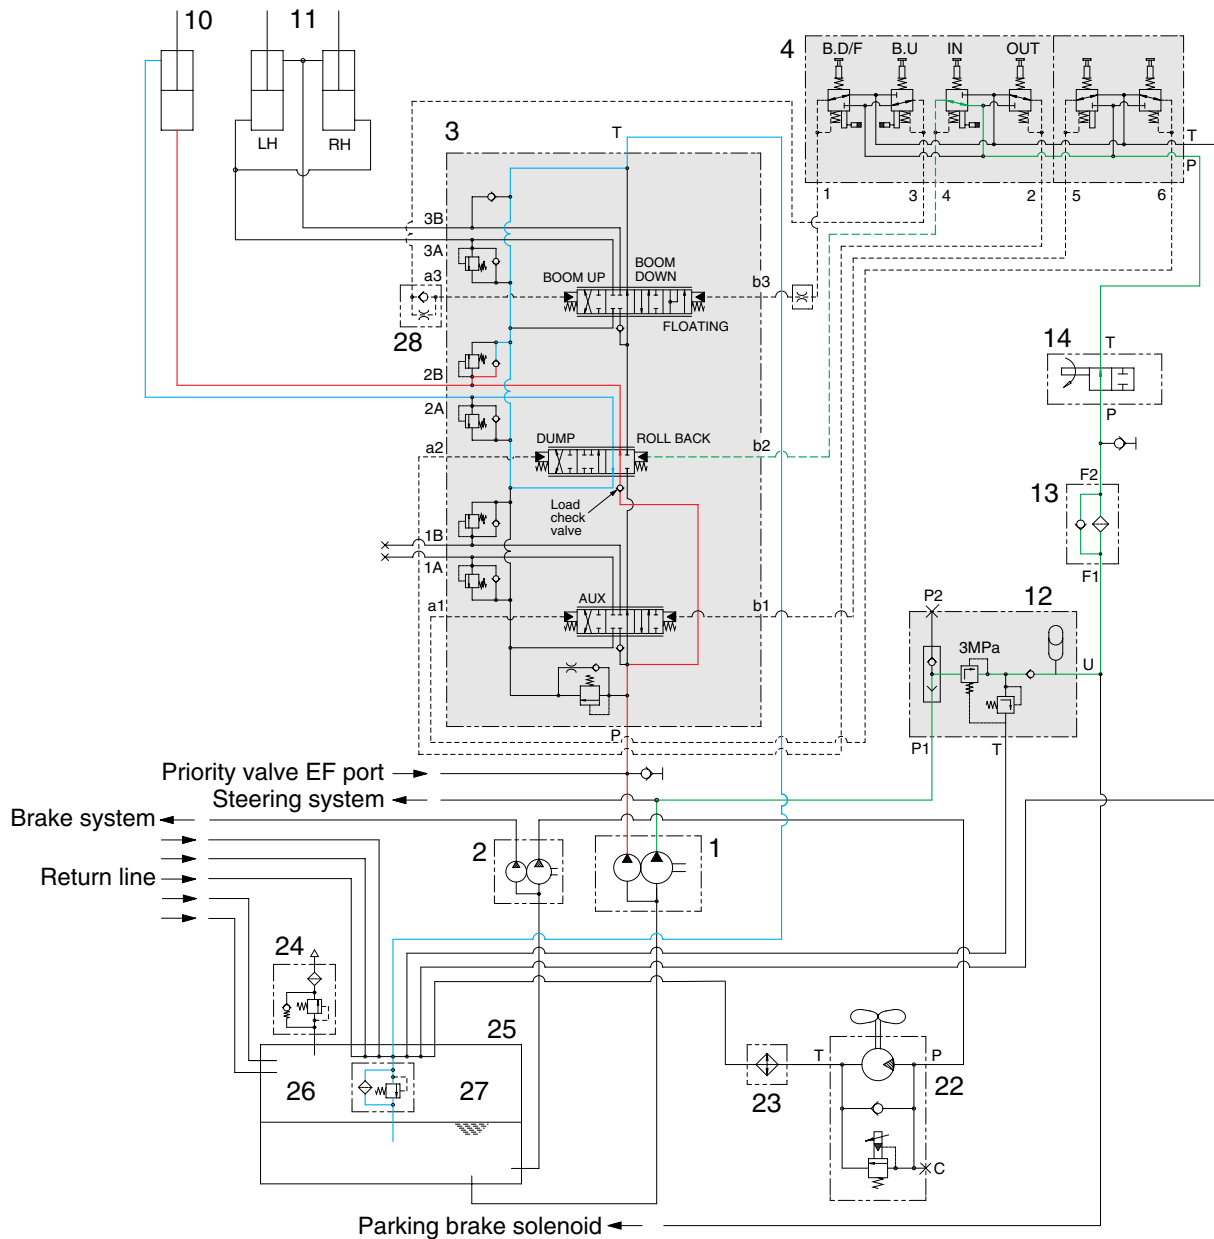 10 11
4 B.D/F B.U IN OUT
LH RH
3 T
T
P
1 3 4 2 5 6
3B
3A
a3 BOOM UP BOOM DOWN b3
FLOATING
28
14 T
P
2B
2A
DUMP ROLL BACK
a2 b2
F2
13
Load check valve
1B
1A
F1
AUX
a1 b1
P2 12
3MPa
U
P
P1 T
Priority valve EF port
Steering system
Brake system
2 1
Return line
24
25
26 27
T P
23 22
C
Parking brake solenoid